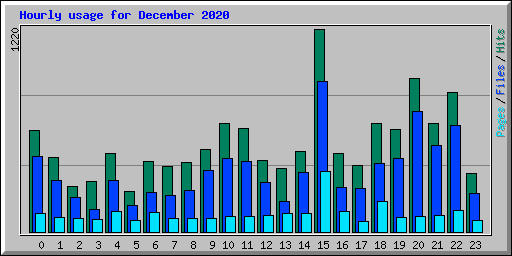 Hourly usage for December 2020
1220
Pages / Files / Hits
0 1 2 3 4 5 6 7 8 9 10 11 12 13 14 15 16 17 18 19 20 21 22 23